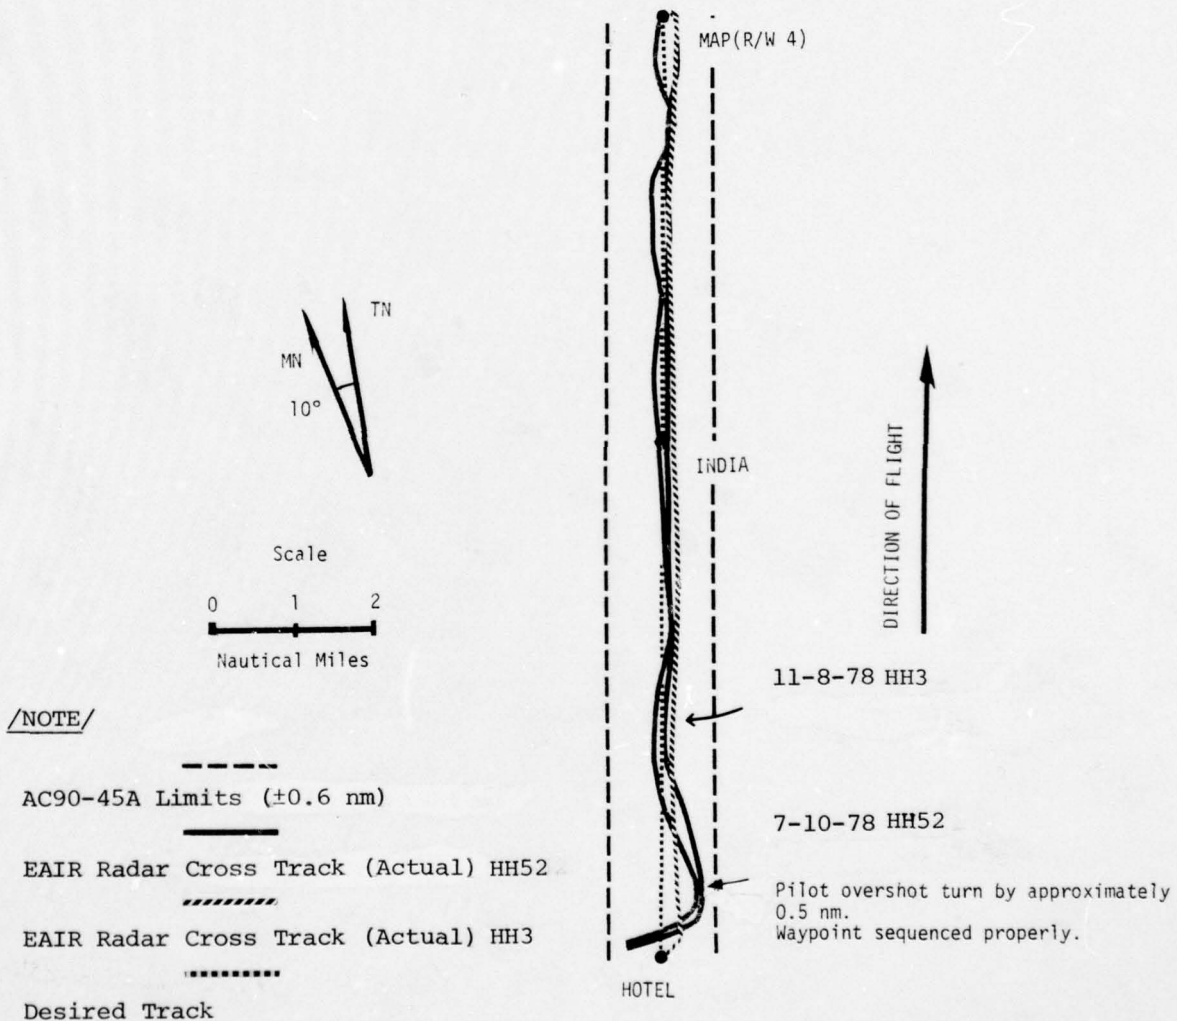 MAP(R/W 4)
TN
MN
10°
INDIA
DIRECTION OF FLIGHT
Scale
0 1 2
Nautical Miles
11-8-78 HH3
/NOTE/
AC90-45A Limits (±0.6 nm)
7-10-78 HH52
EAIR Radar Cross Track (Actual) HH52
Pilot overshot turn by approximately
0.5 nm.
Waypoint sequenced properly.
EAIR Radar Cross Track (Actual) HH3
HOTEL
Desired Track